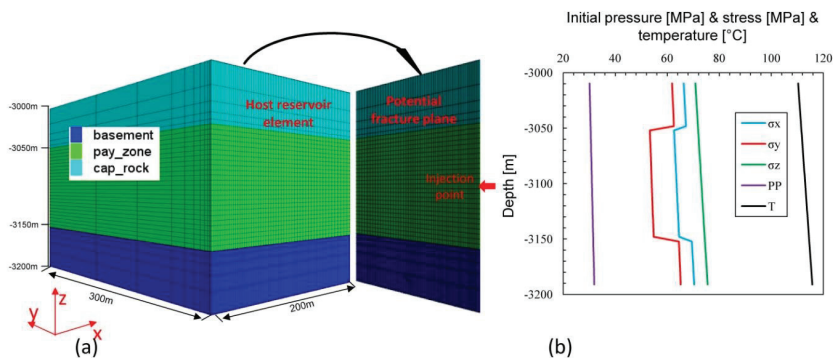 -3000m
-3050m
-3150m
-3200m
basement
pay_zone
cap_rock
Host reservoir
element
Potential
fracture plane
Injection
point
300m
200m
z
y
x
(a)
Initial pressure [MPa] & stress [MPa] &
temperature [°C]
20 40 60 80 100 120
-3000
-3050
-3100
-3150
-3200
Depth [m]
σx
σy
σz
PP
T
(b)